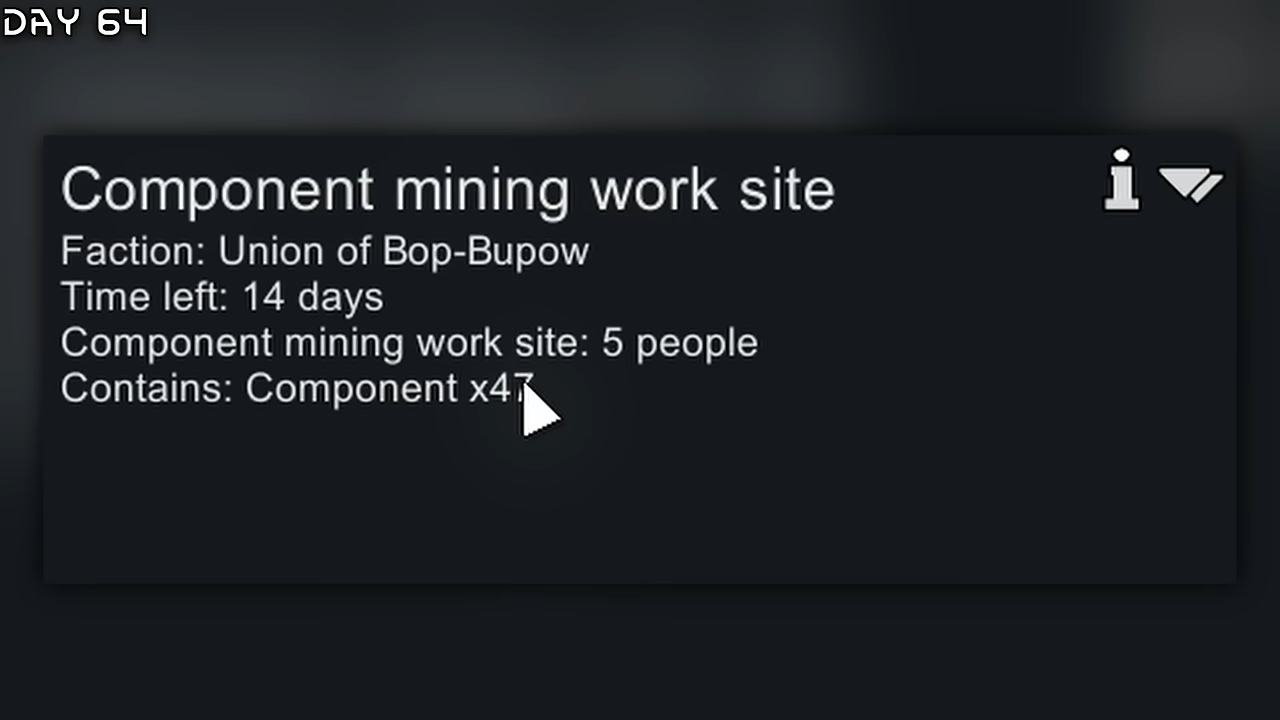 DAY 64
Component mining work site
Faction: Union of Bop-Bupow
Time left: 14 days
Component mining work site: 5 people
Contains: Component x47